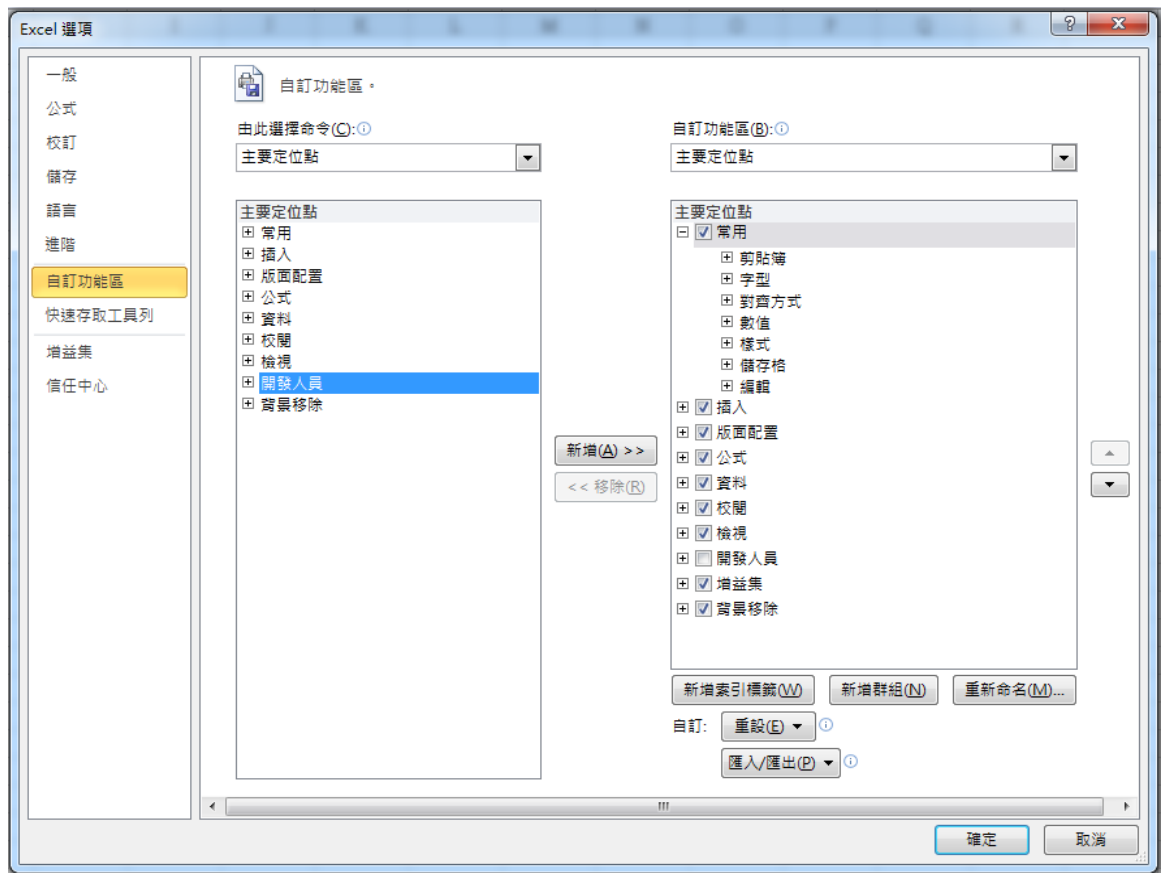 Excel 選項
一般
公式
校訂
儲存
語言
進階
自訂功能區
快速存取工具列
增益集
信任中心
自訂功能區。
由此選擇命令(C):
主要定位點
主要定位點
常用
插入
版面配置
公式
資料
校閱
檢視
開發人員
背景移除
新增(A) >>
<< 移除(R)
自訂功能區(B):
主要定位點
主要定位點
常用
剪貼簿
字型
對齊方式
數值
樣式
儲存格
編輯
插入
版面配置
公式
資料
校閱
檢視
開發人員
增益集
背景移除
新增索引標籤(W) 新增群組(N) 重新命名(M)...
自訂: 重設(E)
匯入/匯出(P)
確定 取消